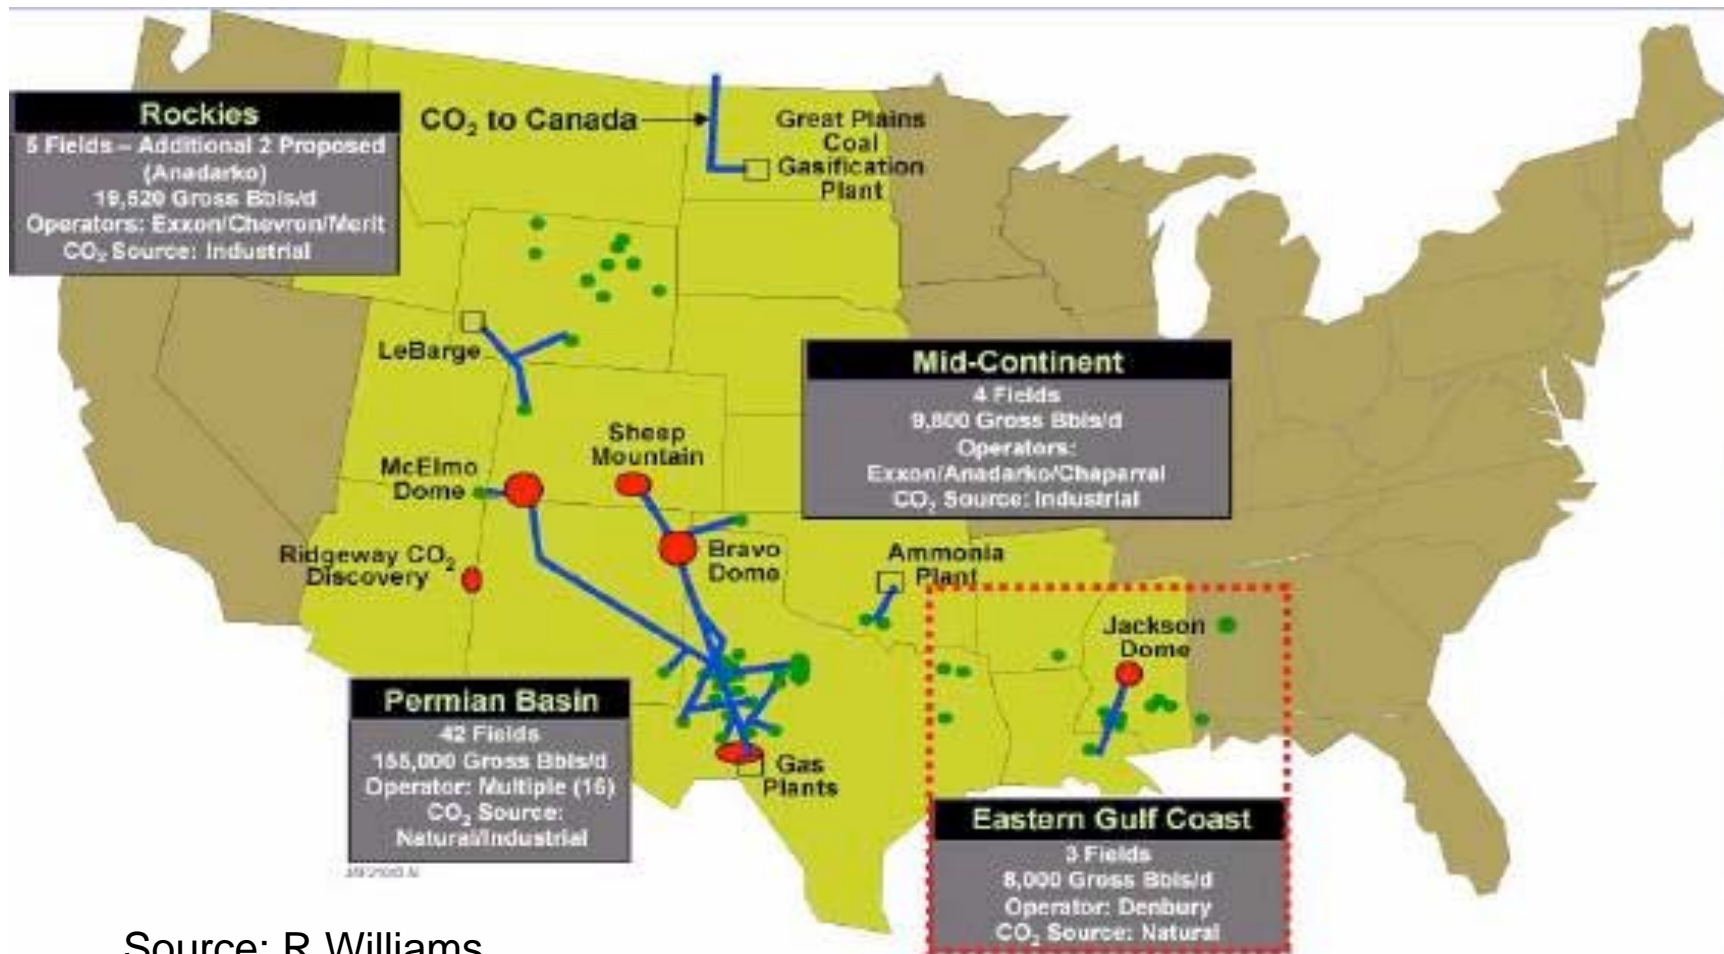 Rockies
5 Fields – Additional 2 Proposed
(Anadarko)
19,520 Gross Bbls/d
Operators: Exxon/Chevron/Merit
CO₂ Source: Industrial
CO₂ to Canada
Great Plains
Coal
Gasification
Plant
LeBarge
Mid-Continent
4 Fields
9,800 Gross Bbls/d
Operators:
Exxon/Anadarko/Chaparral
CO₂ Source: Industrial
Sheep
Mountain
McElmo
Dome
Ridgeway CO₂
Discovery
Bravo
Dome
Ammonia
Plant
Jackson
Dome
Permian Basin
42 Fields
155,000 Gross Bbls/d
Operator: Multiple (16)
CO₂ Source:
Natural/Industrial
Gas
Plants
Eastern Gulf Coast
3 Fields
8,000 Gross Bbls/d
Operator: Denbury
CO₂ Source: Natural
Source: R Williams